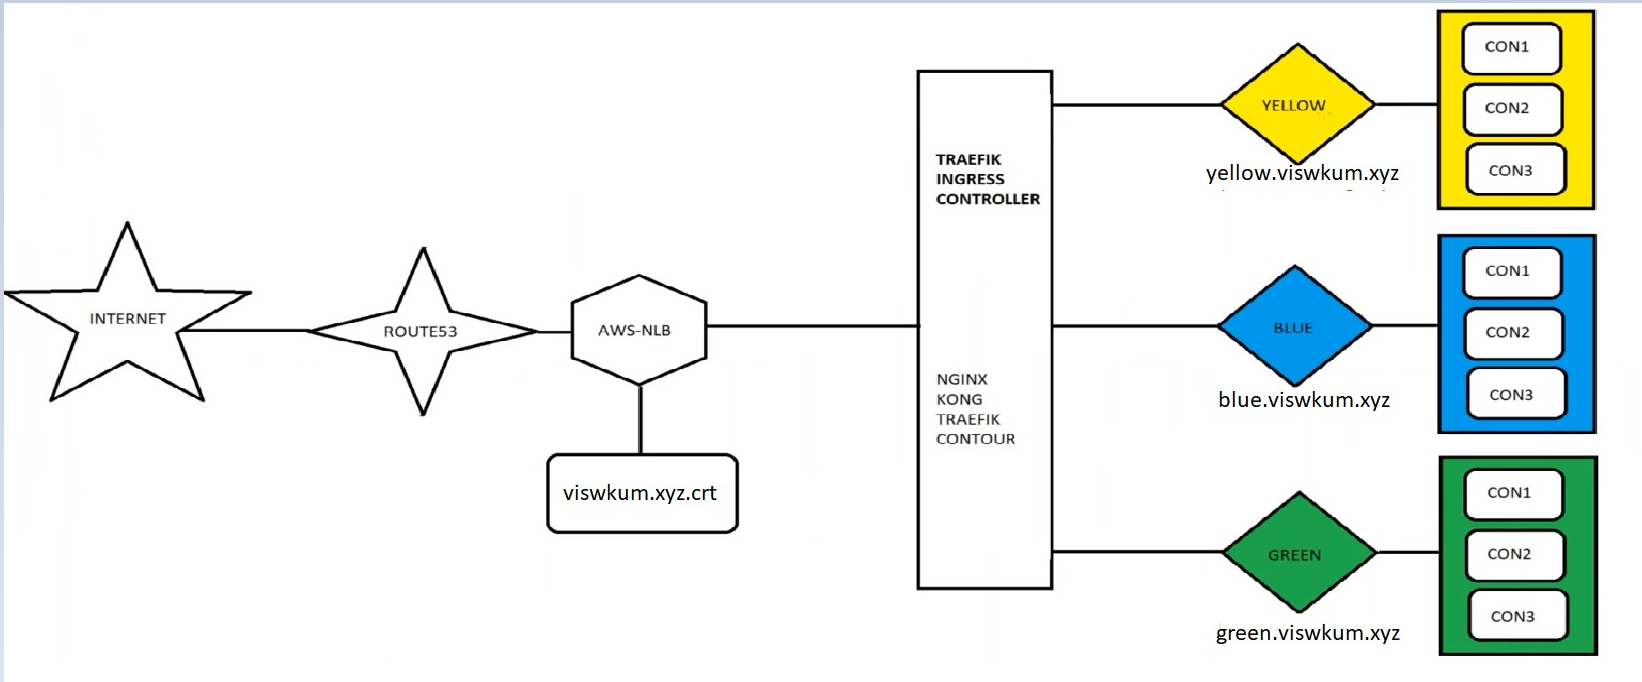 INTERNET
ROUTE53
AWS-NLB
viswkum.xyz.crt
TRAEFIK
INGRESS
CONTROLLER
NGINX
KONG
TRAEFIK
CONTOUR
YELLOW
yellow.viswkum.xyz
CON1
CON2
CON3
BLUE
blue.viswkum.xyz
CON1
CON2
CON3
GREEN
green.viswkum.xyz
CON1
CON2
CON3